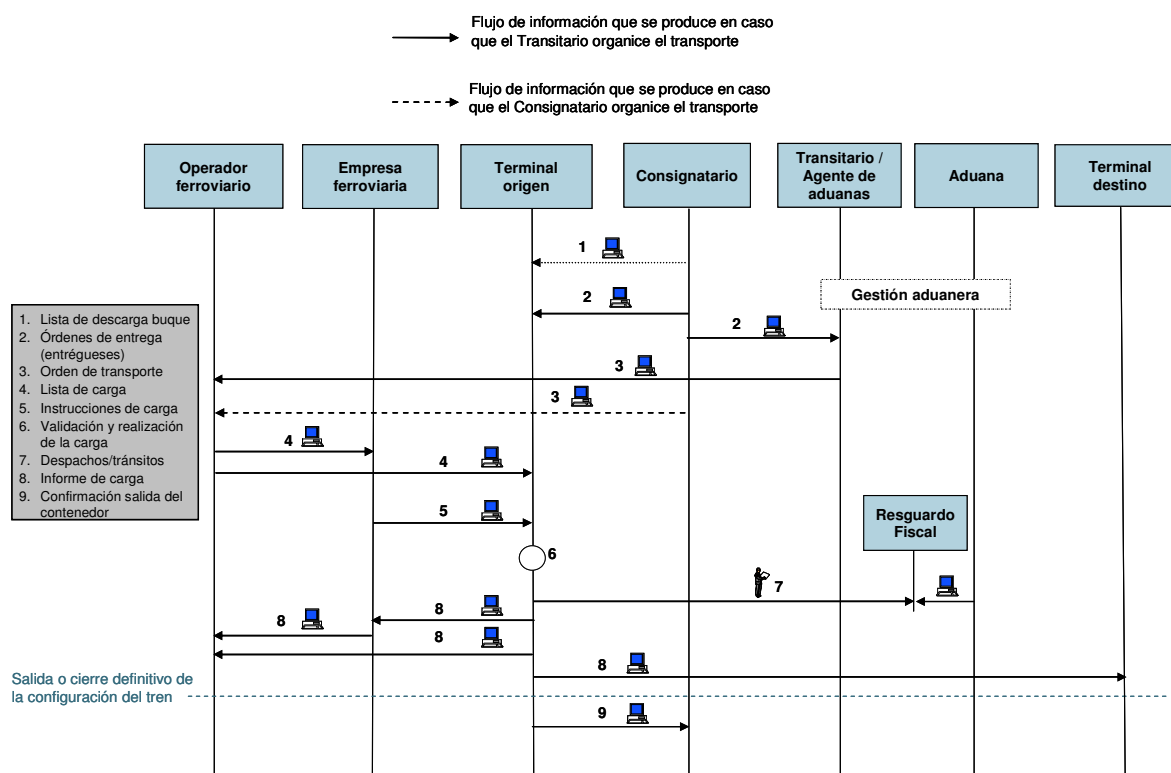 Flujo de información que se produce en caso
que el Transitario organice el transporte
Flujo de información que se produce en caso
que el Consignatario organice el transporte
Operador
ferroviario
Empresa
ferroviaria
Terminal
origen
Consignatario
Transitario /
Agente de
aduanas
Aduana
Terminal
destino
1
2
Gestión aduanera
2
3
3
4
4
5
6
7
8
8
8
8
9
1. Lista de descarga buque
2. Órdenes de entrega
(entrégueses)
3. Orden de transporte
4. Lista de carga
5. Instrucciones de carga
6. Validación y realización
de la carga
7. Despachos/tránsitos
8. Informe de carga
9. Confirmación salida del
contenedor
Resguardo
Fiscal
Salida o cierre definitivo de
la configuración del tren